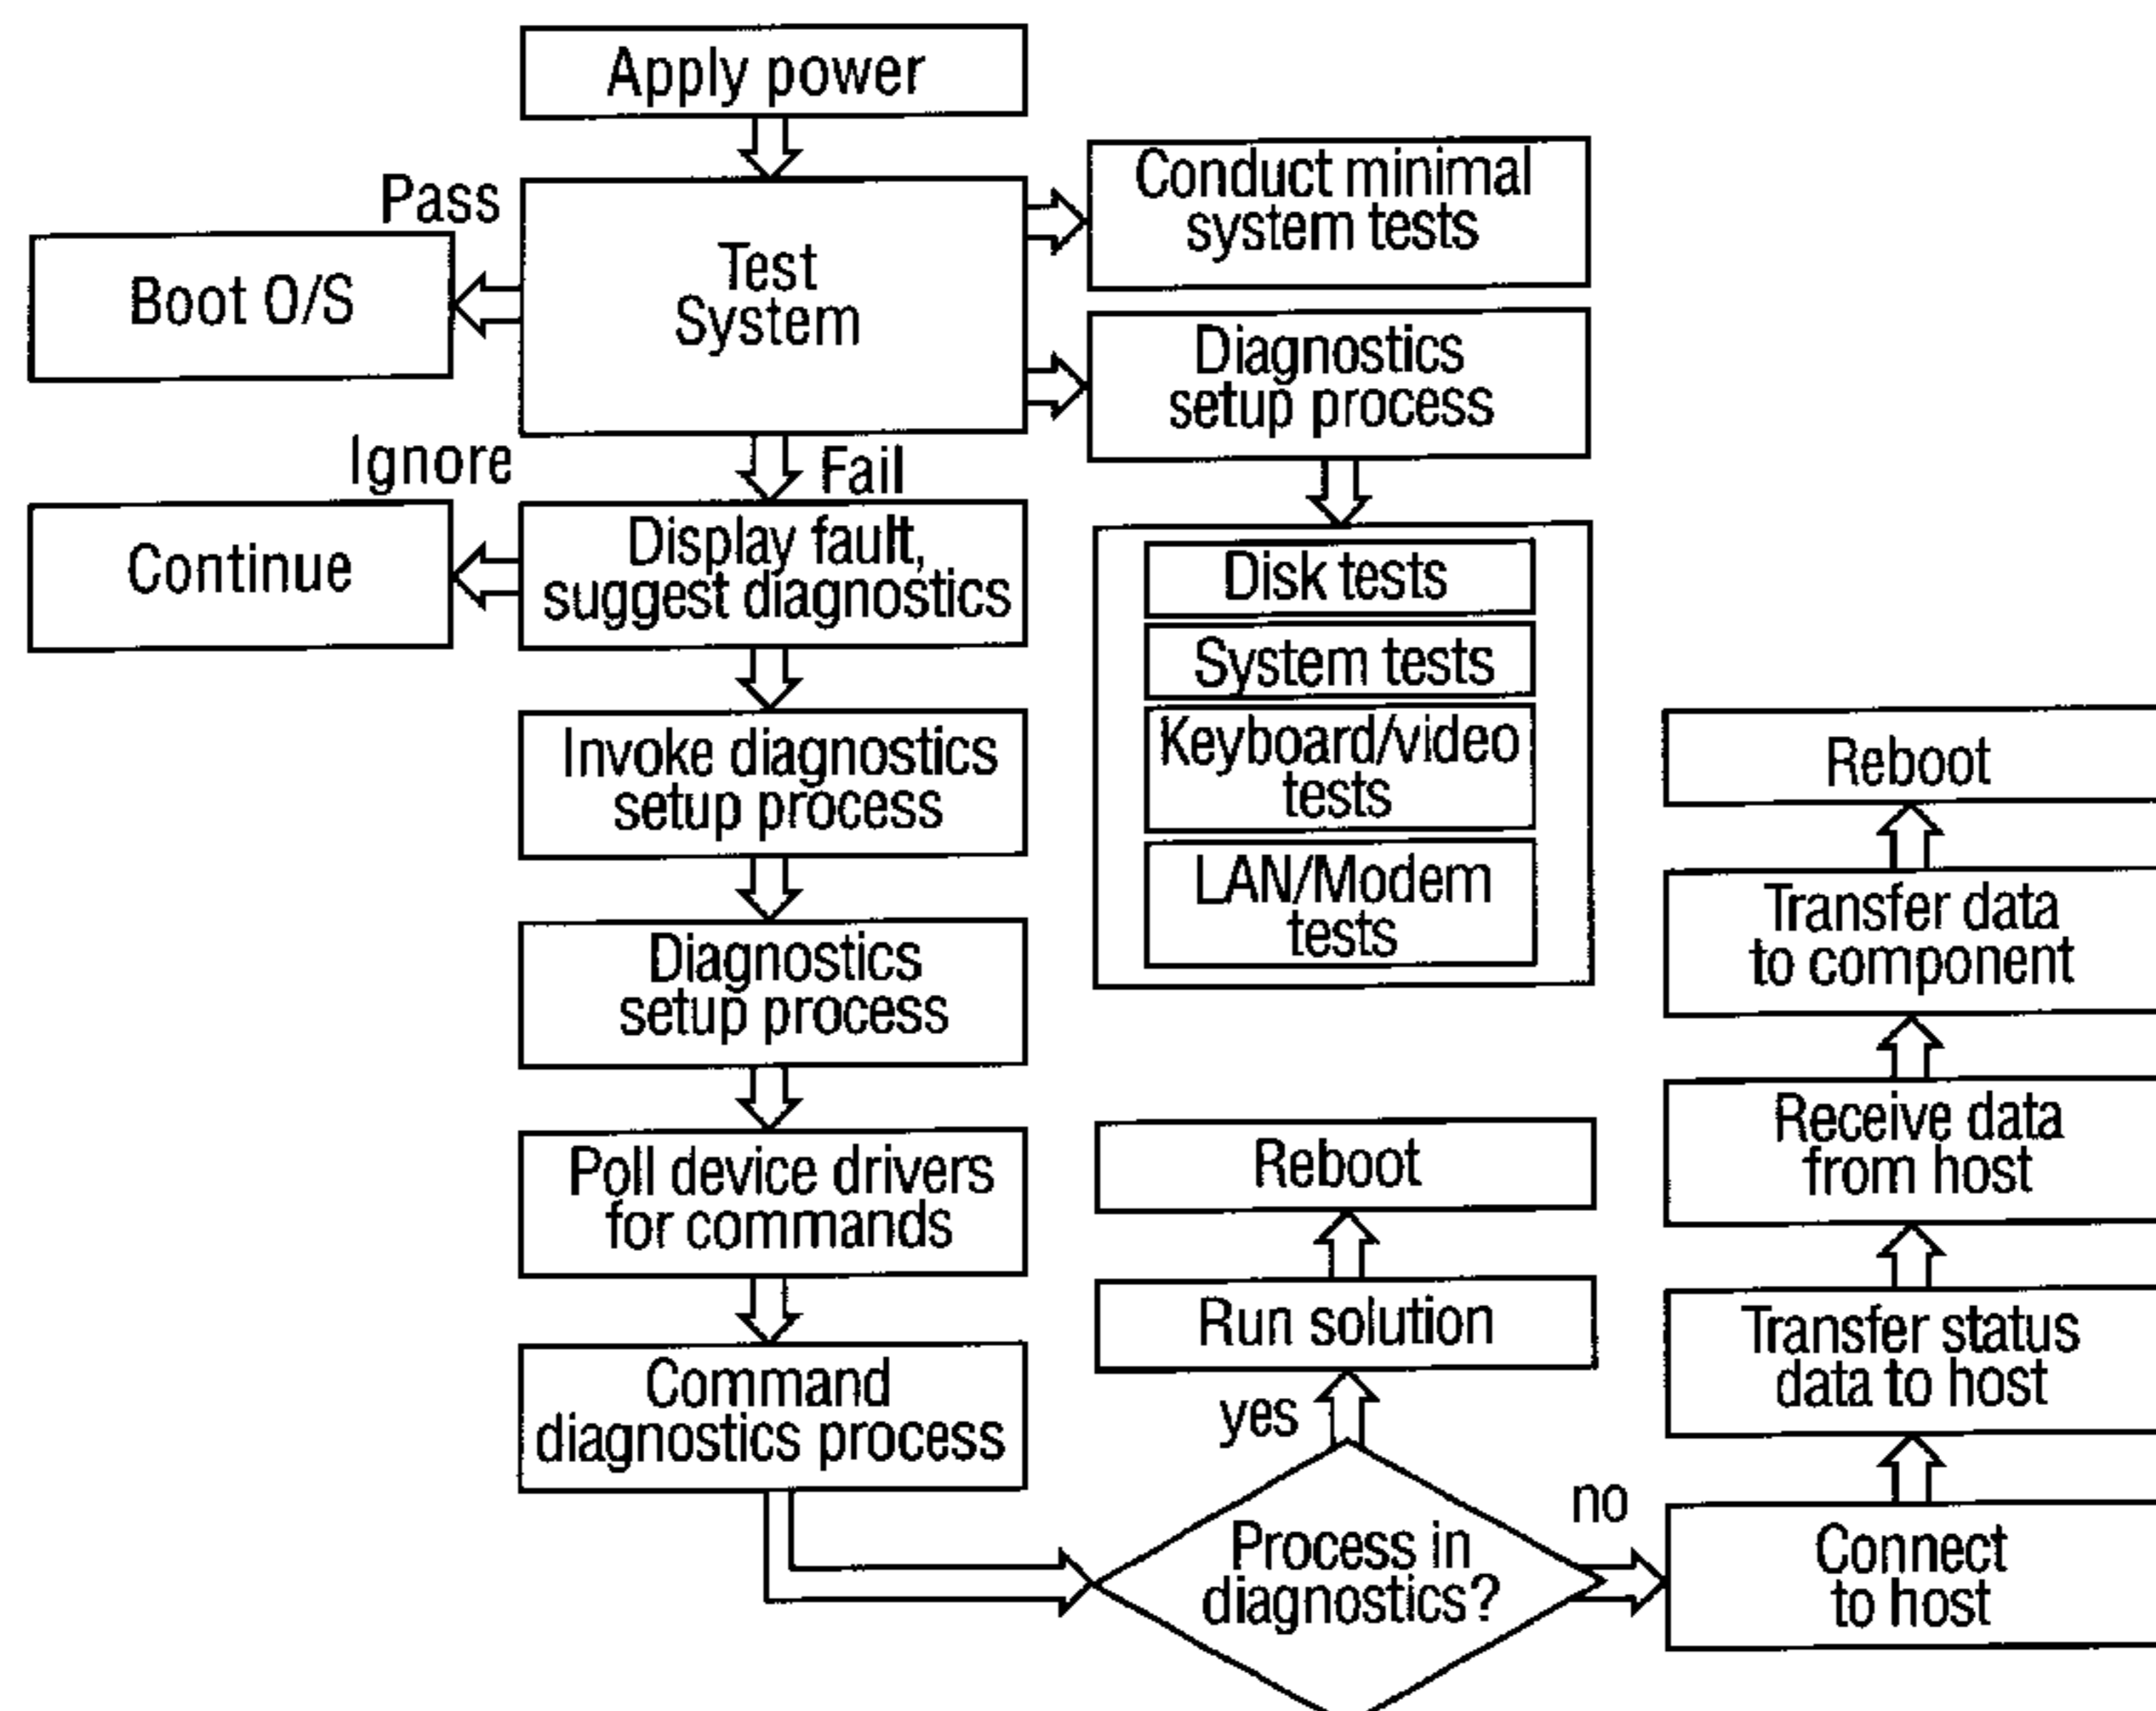 Apply power
Pass
Test
System
Boot O/S
Conduct minimal
system tests
Diagnostics
setup process
Ignore
Fail
Continue
Display fault,
suggest diagnostics
Disk tests
System tests
Keyboard/video
tests
LAN/Modem
tests
Invoke diagnostics
setup process
Diagnostics
setup process
Poll device drivers
for commands
Command
diagnostics process
Process in
diagnostics?
yes
Run solution
Reboot
no
Connect
to host
Transfer status
data to host
Receive data
from host
Transfer data
to component
Reboot